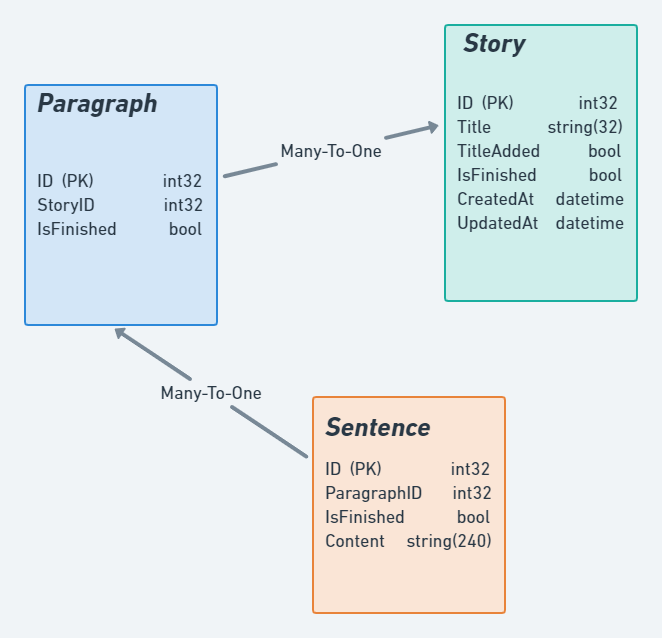 Story
ID (PK) int32
Title string(32)
TitleAdded bool
IsFinished bool
CreatedAt datetime
UpdatedAt datetime
Paragraph
ID (PK) int32
StoryID int32
IsFinished bool
Many-To-One
Many-To-One
Sentence
ID (PK) int32
ParagraphID int32
IsFinished bool
Content string(240)